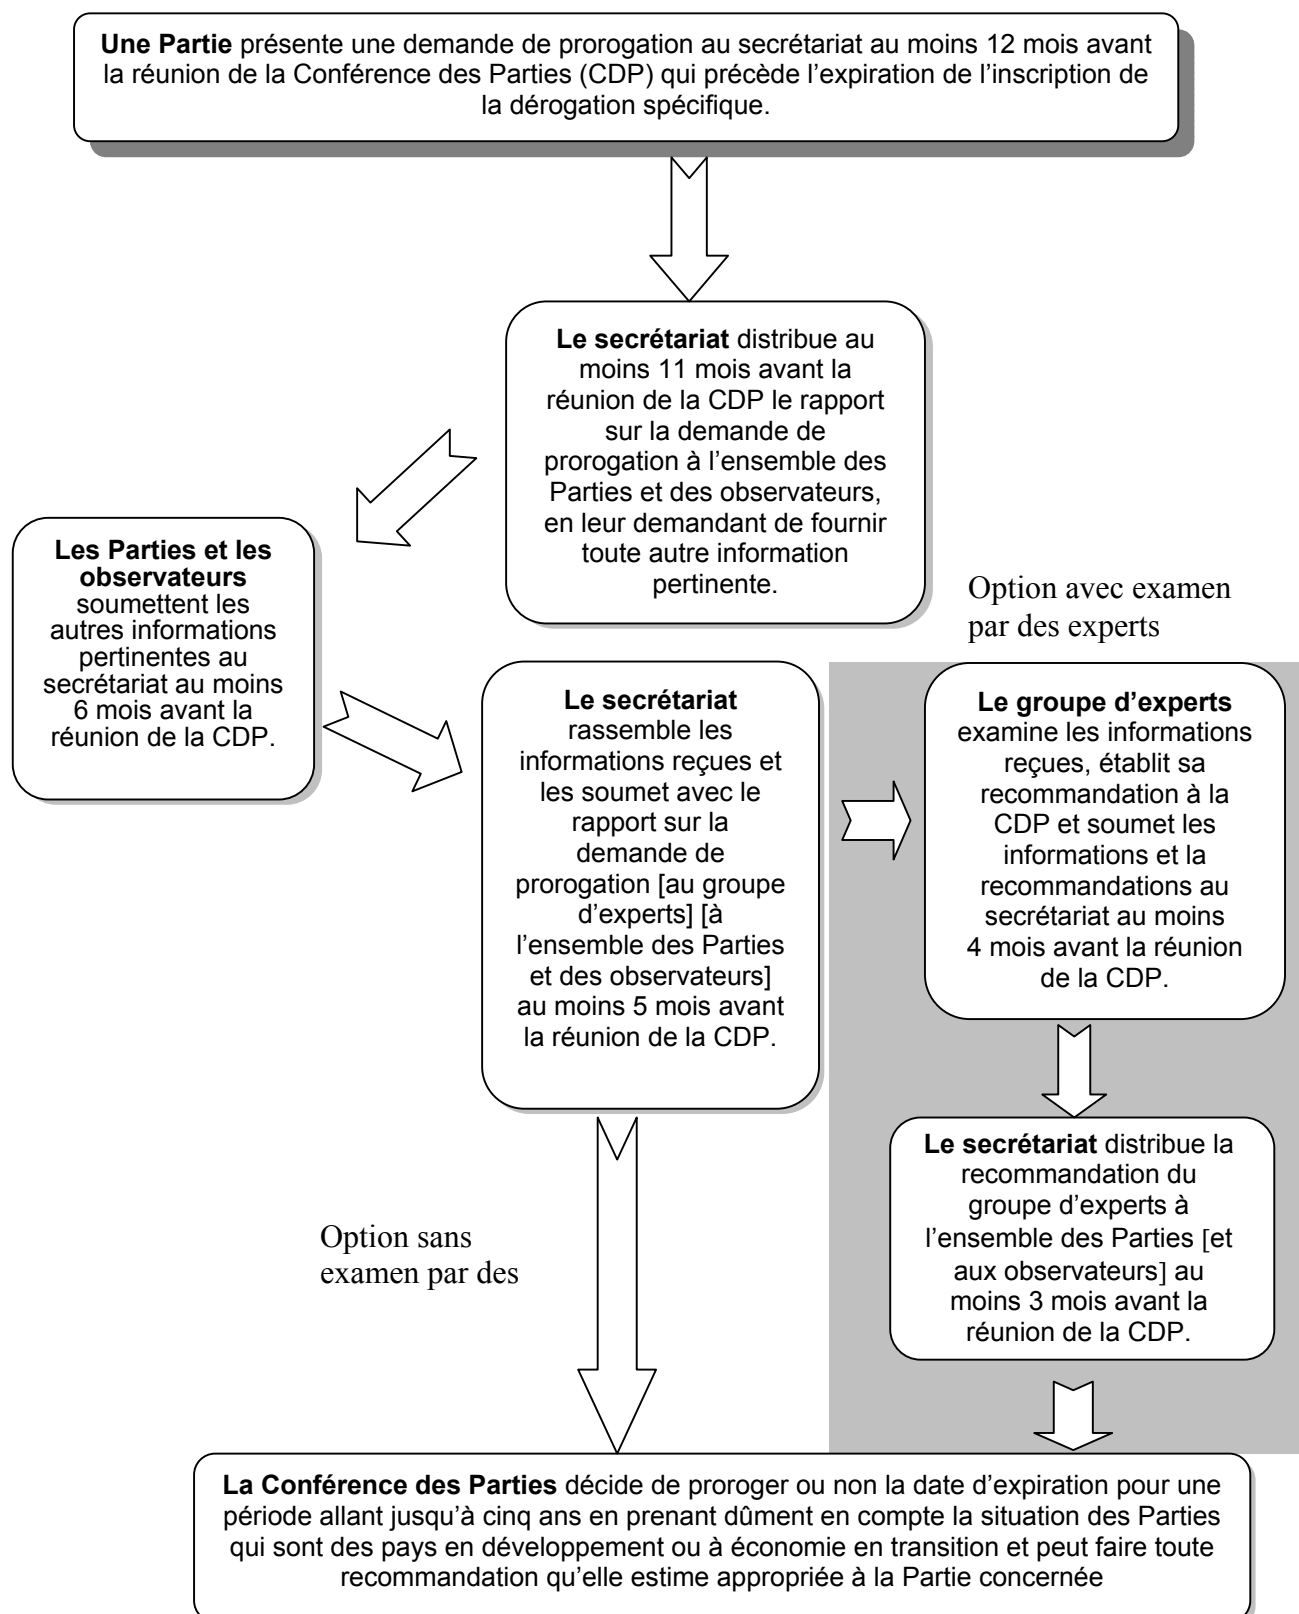 Une Partie présente une demande de prorogation au secrétariat au moins 12 mois avant
la réunion de la Conférence des Parties (CDP) qui précède l’expiration de l’inscription de
la dérogation spécifique.
Le secrétariat distribue au
moins 11 mois avant la
réunion de la CDP le rapport
sur la demande de
prorogation à l’ensemble des
Parties et des observateurs,
en leur demandant de fournir
toute autre information
pertinente.
Les Parties et les
observateurs
soumettent les
autres informations
pertinentes au
secrétariat au moins
6 mois avant la
réunion de la CDP.
Le secrétariat
rassemble les
informations reçues et
les soumet avec le
rapport sur la
demande de
prorogation [au groupe
d’experts] [à
l’ensemble des Parties
et des observateurs]
au moins 5 mois avant
la réunion de la CDP.
Option avec examen
par des experts
Le groupe d’experts
examine les informations
reçues, établit sa
recommandation à la
CDP et soumet les
informations et la
recommandations au
secrétariat au moins
4 mois avant la réunion
de la CDP.
Le secrétariat distribue la
recommandation du
groupe d’experts à
l’ensemble des Parties [et
aux observateurs] au
moins 3 mois avant la
réunion de la CDP.
Option sans
examen par des
La Conférence des Parties décide de proroger ou non la date d’expiration pour une
période allant jusqu’à cinq ans en prenant dûment en compte la situation des Parties
qui sont des pays en développement ou à économie en transition et peut faire toute
recommandation qu’elle estime appropriée à la Partie concernée